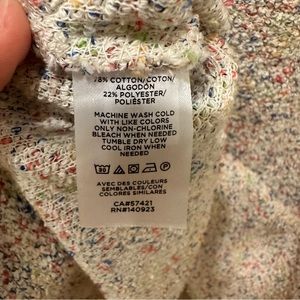 78% COTTON/COTON/
ALGODÓN
22% POLYESTER/
POLIÉSTER
MACHINE WASH COLD
WITH LIKE COLORS
ONLY NON-CHLORINE
BLEACH WHEN NEEDED
TUMBLE DRY LOW
COOL IRON WHEN
NEEDED
30
AVEC DES COULEURS
SEMBLABLES/CON
COLORES SIMILARES
CA#57421
RN#140923